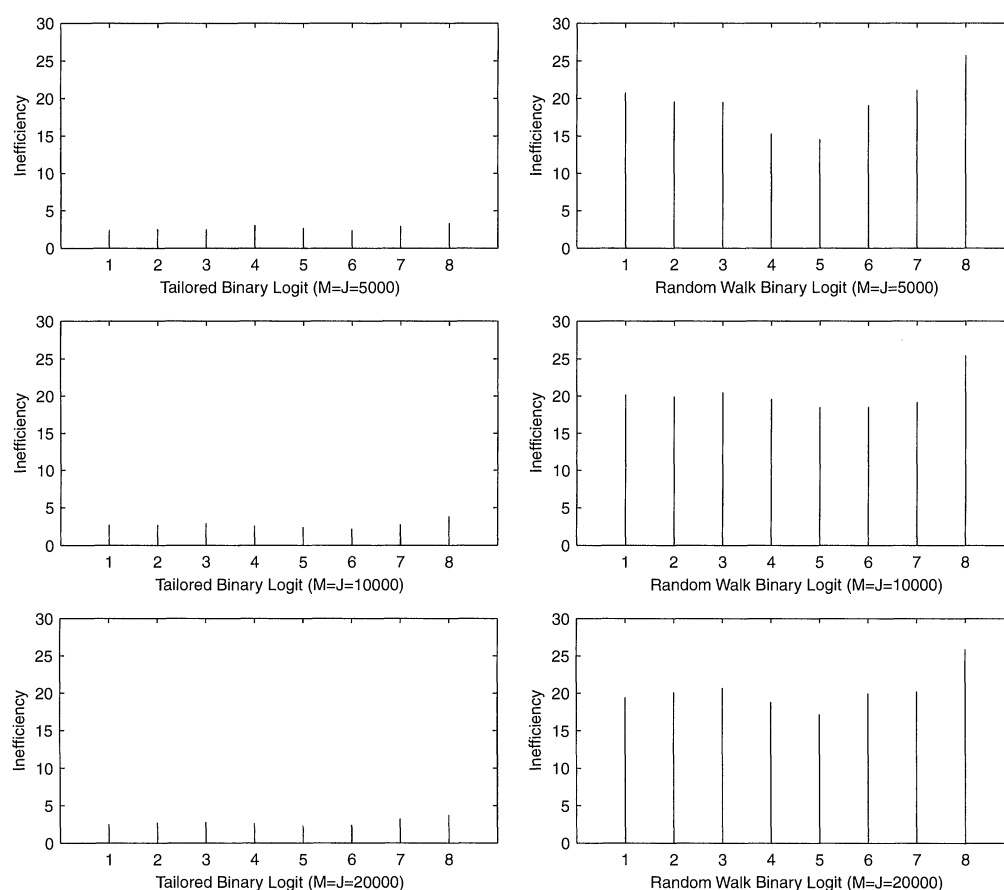 30
25
20
15
10
5
0
Inefficiency
1 2 3 4 5 6 7 8
Tailored Binary Logit (M=J=5000)
30
25
20
15
10
5
0
Inefficiency
1 2 3 4 5 6 7 8
Random Walk Binary Logit (M=J=5000)
30
25
20
15
10
5
0
Inefficiency
1 2 3 4 5 6 7 8
Tailored Binary Logit (M=J=10000)
30
25
20
15
10
5
0
Inefficiency
1 2 3 4 5 6 7 8
Random Walk Binary Logit (M=J=10000)
30
25
20
15
10
5
0
Inefficiency
1 2 3 4 5 6 7 8
Tailored Binary Logit (M=J=20000)
30
25
20
15
10
5
0
Inefficiency
1 2 3 4 5 6 7 8
Random Walk Binary Logit (M=J=20000)